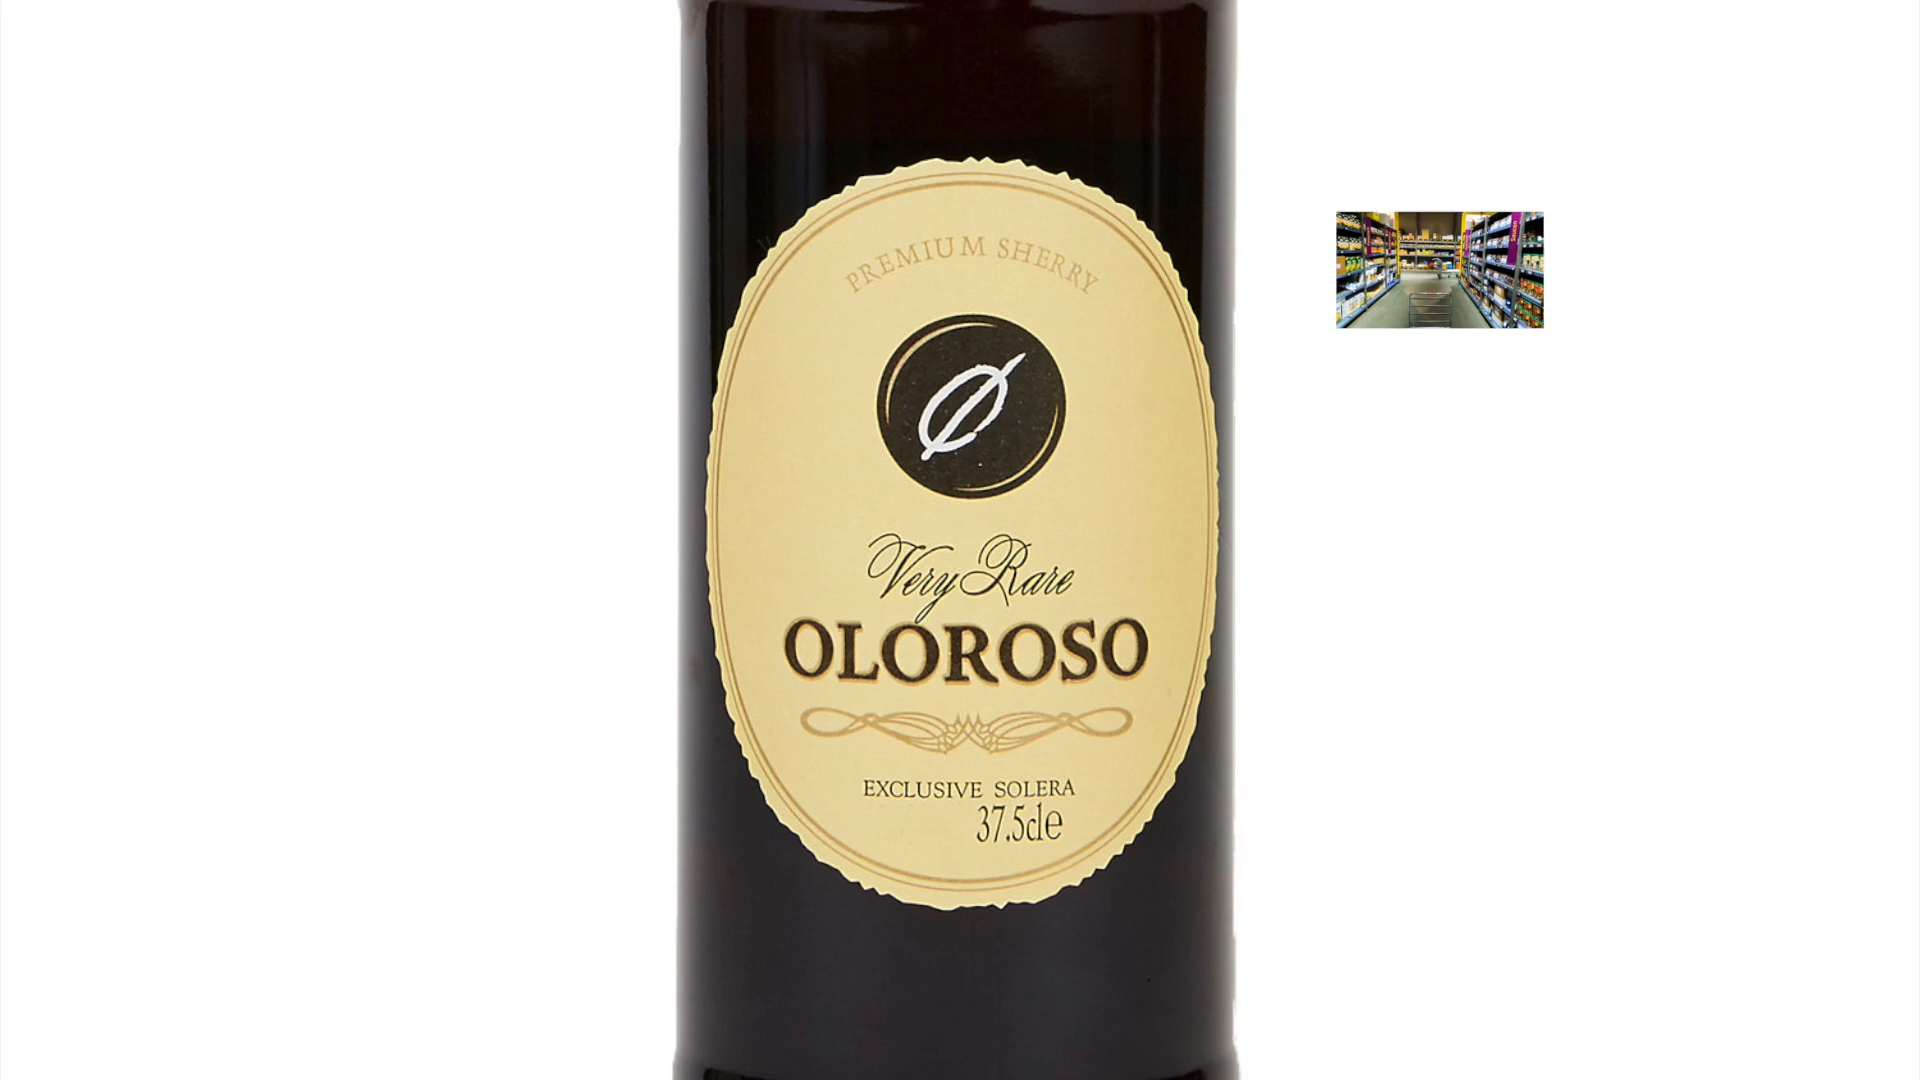 PREMIUM SHERRY
Ø
Very Rare
OLOROSO
EXCLUSIVE SOLERA
37.5cle